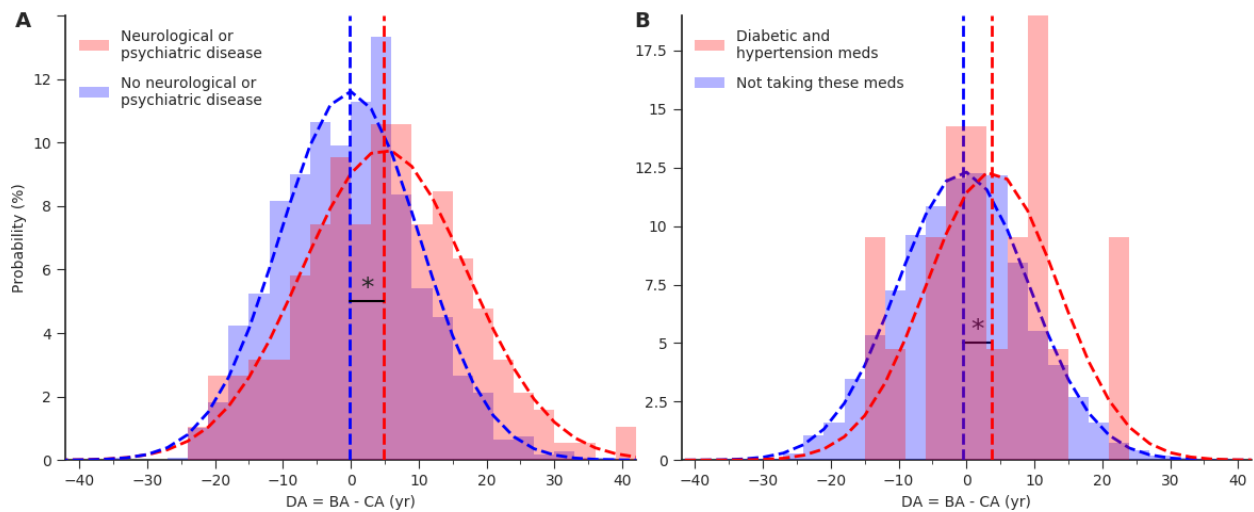 A
Neurological or
psychiatric disease
No neurological or
psychiatric disease
Probability (%)
12
10
8
6
4
2
0
−40 −30 −20 −10 0 10 20 30 40
DA = BA - CA (yr)
*
B
Diabetic and
hypertension meds
Not taking these meds
17.5
15
12.5
10
7.5
5
2.5
0
−40 −30 −20 −10 0 10 20 30 40
DA = BA - CA (yr)
*